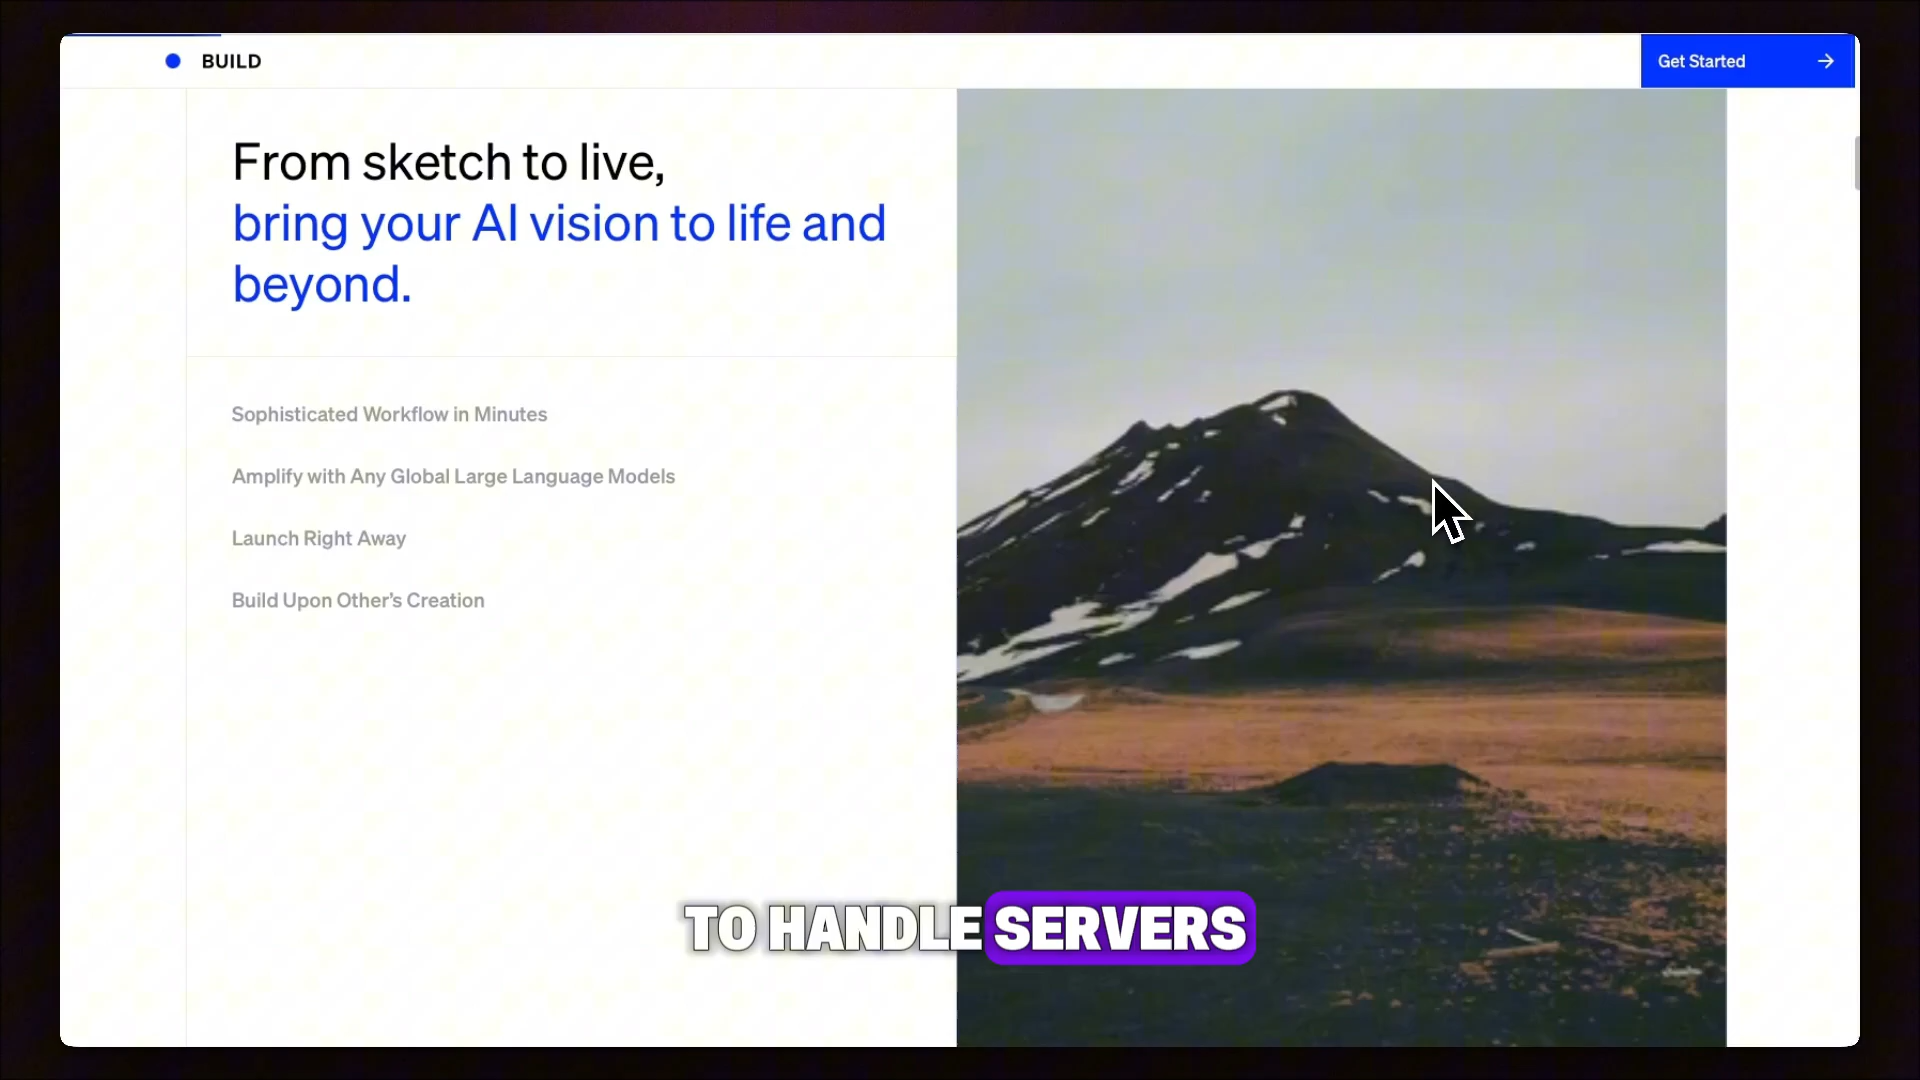 BUILD
Get Started
From sketch to live,
bring your AI vision to life and
beyond.
Sophisticated Workflow in Minutes
Amplify with Any Global Large Language Models
Launch Right Away
Build Upon Other's Creation
TO HANDLE SERVERS